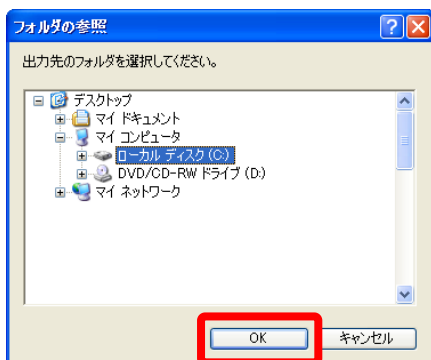 フォルダの参照
出力先のフォルダを選択してください。
デスクトップ
マイ ドキュメント
マイ コンピュータ
ローカル ディスク (C:)
DVD/CD-RW ドライブ (D:)
マイ ネットワーク
OK
キャンセル